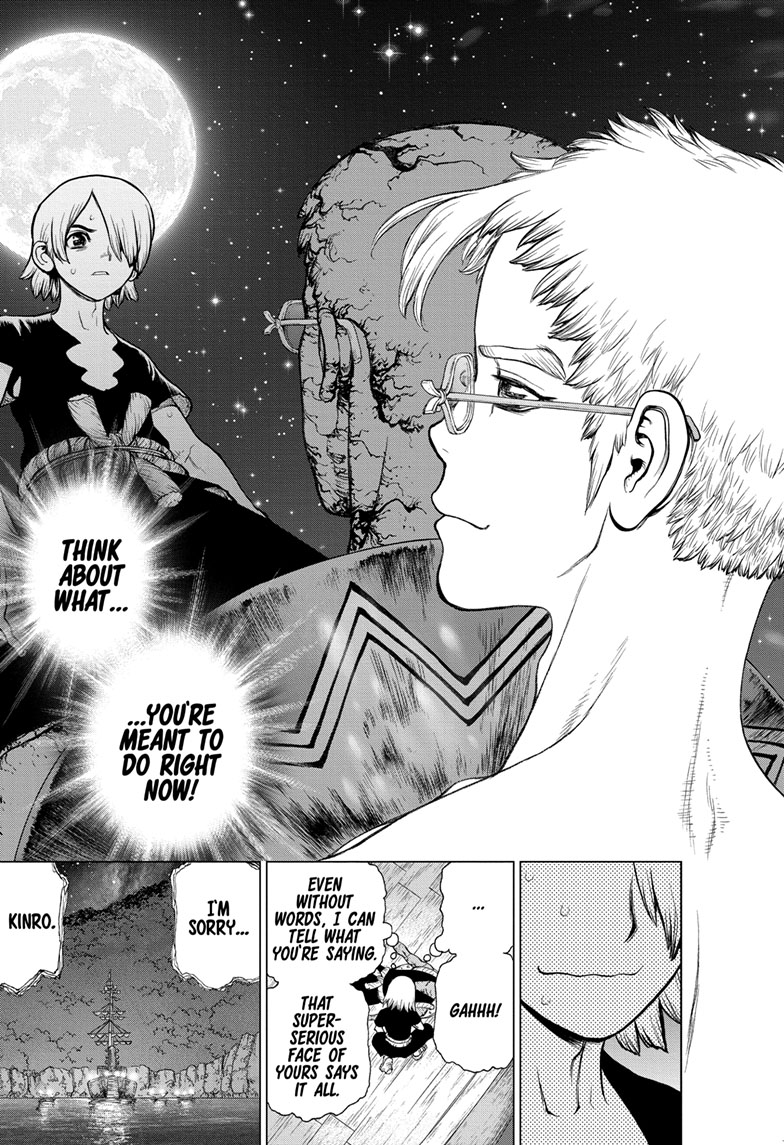 THINK
ABOUT
WHAT...
...YOU'RE
MEANT TO
DO RIGHT
NOW!
...
GAHHH!
EVEN
WITHOUT
WORDS, I CAN
TELL WHAT
YOU'RE SAYING.
THAT
SUPER-
SERIOUS
FACE OF
YOURS SAYS
IT ALL.
I'M
SORRY...
KINRO.